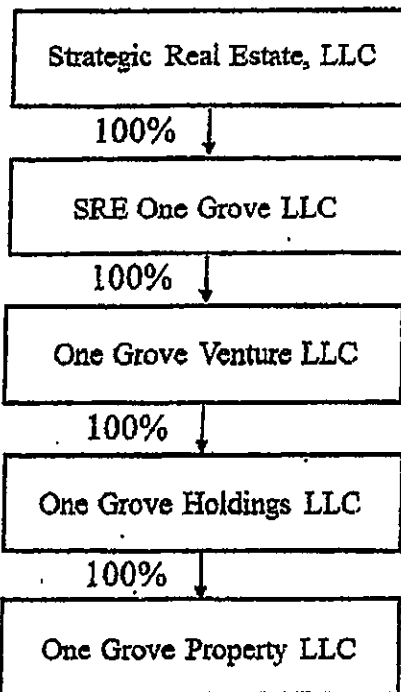 Strategic Real Estate, LLC
100%
SRE One Grove LLC
100%
One Grove Venture LLC
100%
One Grove Holdings LLC
100%
One Grove Property LLC